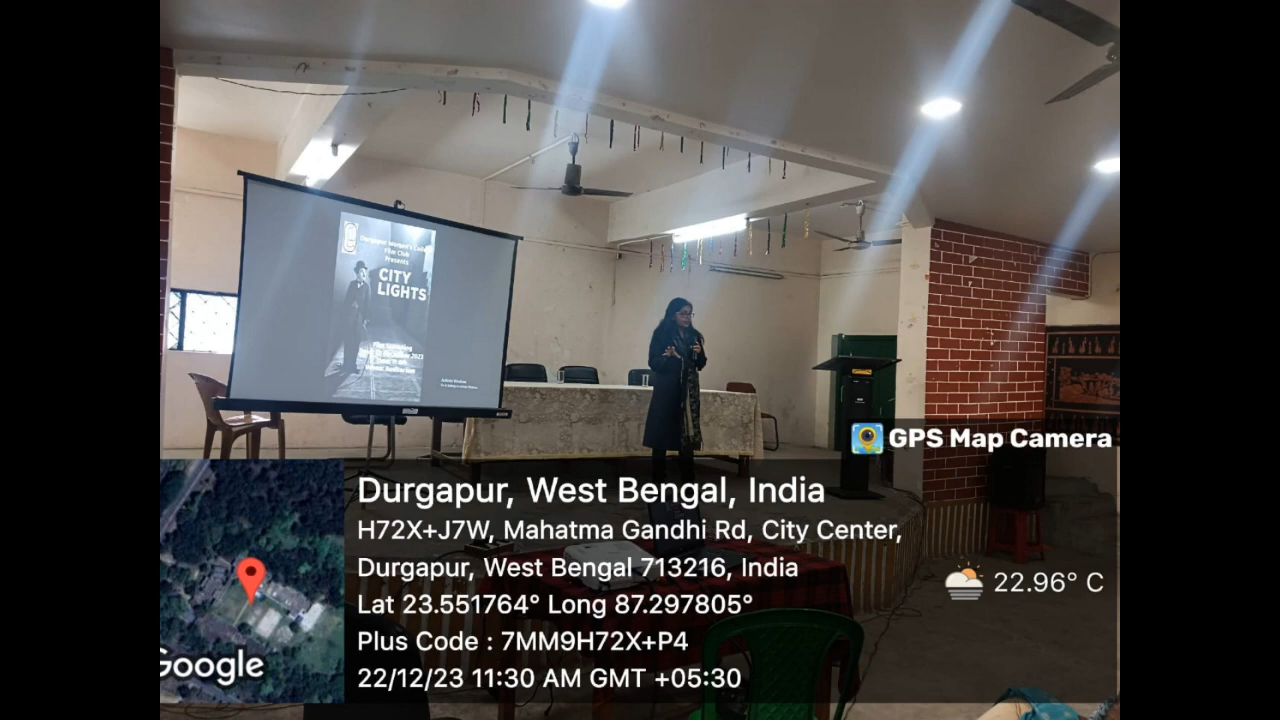 Durgapur Women's College
Film Club
Presents
CITY
LIGHTS
Film Screening
GPS Map Camera
Durgapur, West Bengal, India
H72X+J7W, Mahatma Gandhi Rd, City Center,
Durgapur, West Bengal 713216, India
Lat 23.551764° Long 87.297805°
Plus Code : 7MM9H72X+P4
22/12/23 11:30 AM GMT +05:30
22.96° C
Google